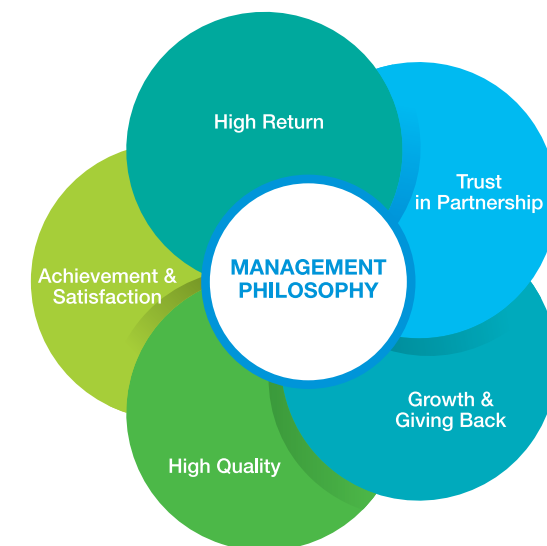 High Return
Trust
in Partnership
MANAGEMENT
PHILOSOPHY
Achievement &
Satisfaction
Growth &
Giving Back
High Quality